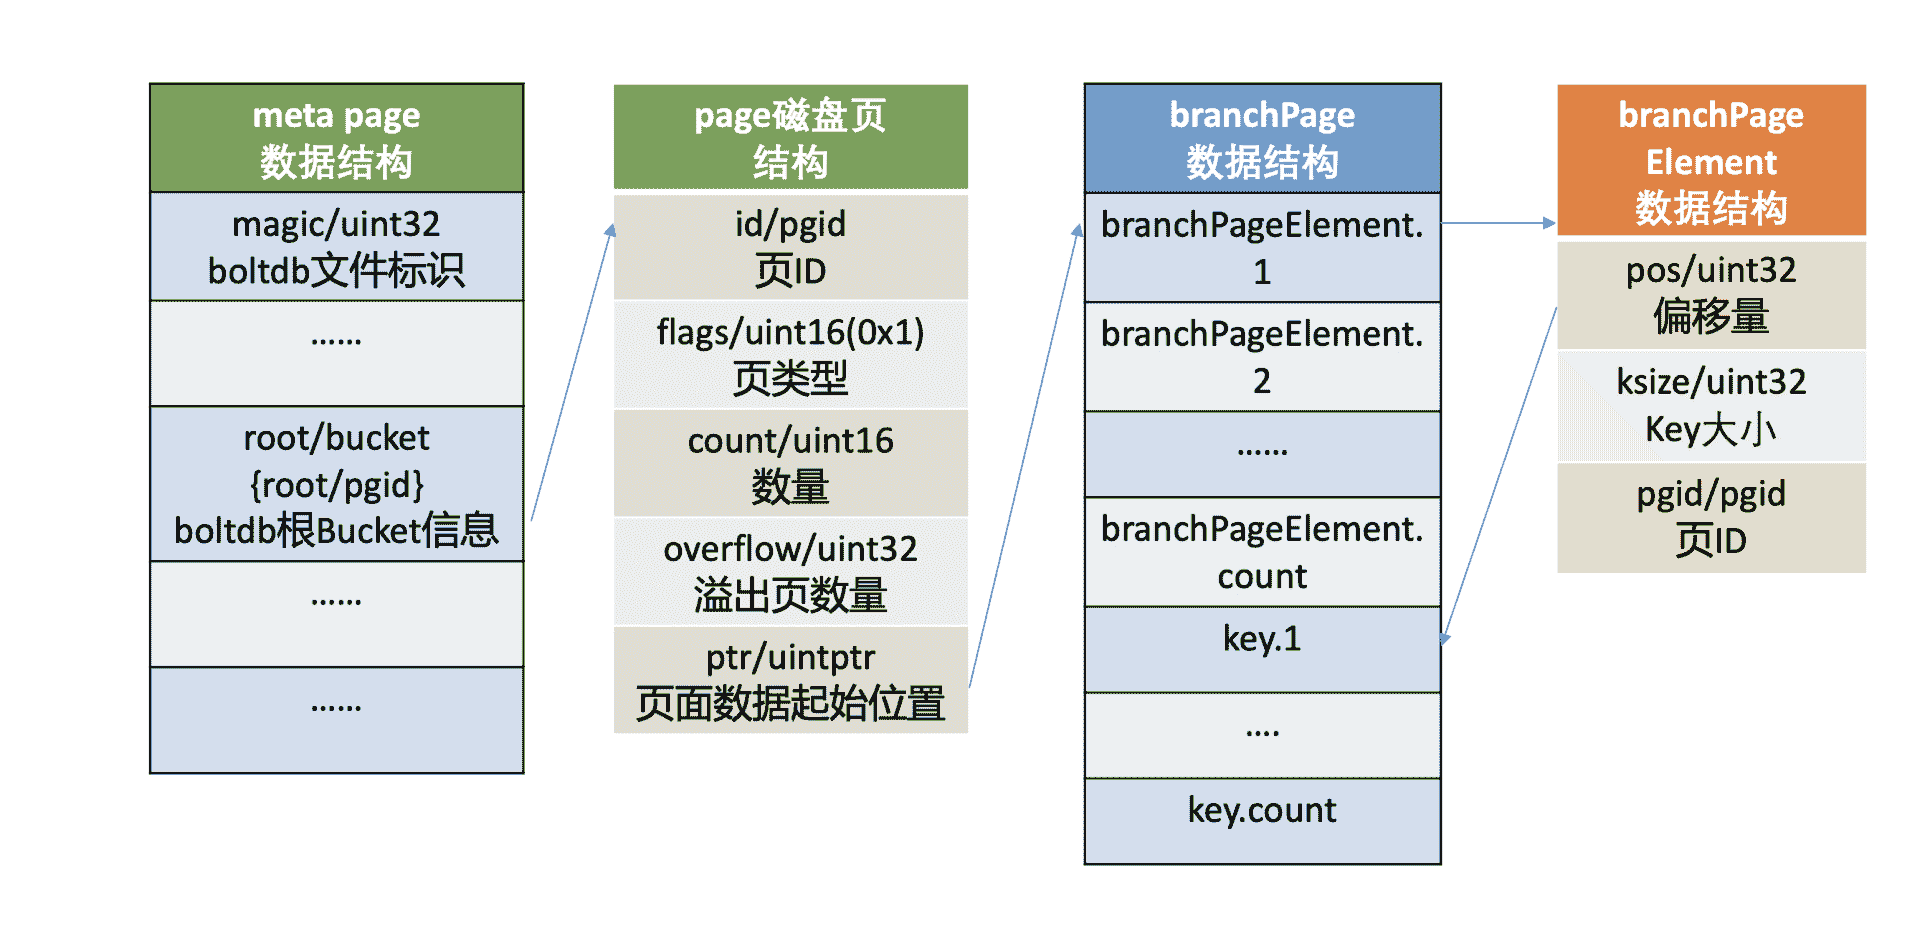 meta page
数据结构
magic/uint32
boltdb文件标识
……
root/bucket
{root/pgid}
boltdb根Bucket信息
……
……
page磁盘页
结构
id/pgid
页ID
flags/uint16(0x1)
页类型
count/uint16
数量
overflow/uint32
溢出页数量
ptr/uintptr
页面数据起始位置
branchPage
数据结构
branchPageElement.
1
branchPageElement.
2
……
branchPageElement.
count
key.1
….
key.count
branchPage
Element
数据结构
pos/uint32
偏移量
ksize/uint32
Key大小
pgid/pgid
页ID